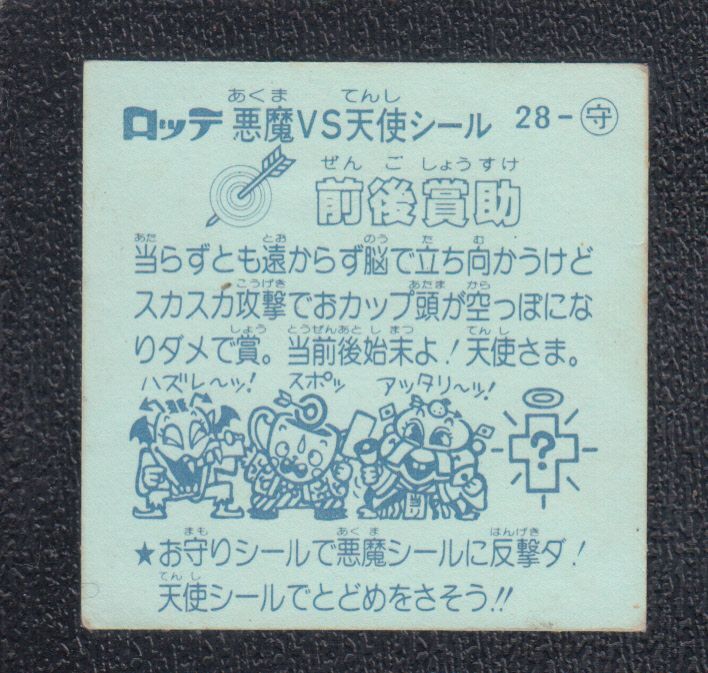 あくま てんし
ロッテ 悪魔VS天使シール 28-守
ぜん ご しょうすけ
前後賞助
あた とお のう た む
当らずとも遠からず脳で立ち向かうけど
こうげき あたま から
スカスカ攻撃でおカップ頭が空っぽにな
しょう とうぜんあと し まつ てん し
りダメで賞。当前後始末よ!天使さま。
ハズレ〜ッ! スポッ アッタリ〜ッ!
?
当り
まも あく ま はんげき
★お守りシールで悪魔シールに反撃ダ!
てん し
天使シールでとどめをさそう!!